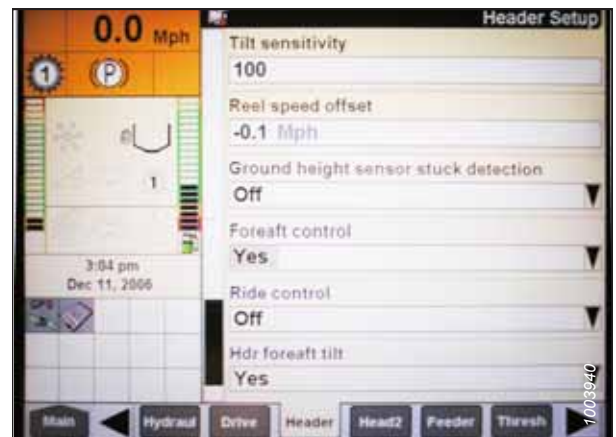 0.0 Mph
Header Setup
1
(P)
Tilt sensitivity
100
Reel speed offset
-0.1 Mph
Ground height sensor stuck detection
Off
1
Foreaft control
Yes
3:04 pm
Dec 11, 2006
Ride control
Off
Hdr foreaft tilt
Yes
Main
Hydraul
Drive
Header
Head2
Feeder
Thresh
1003940